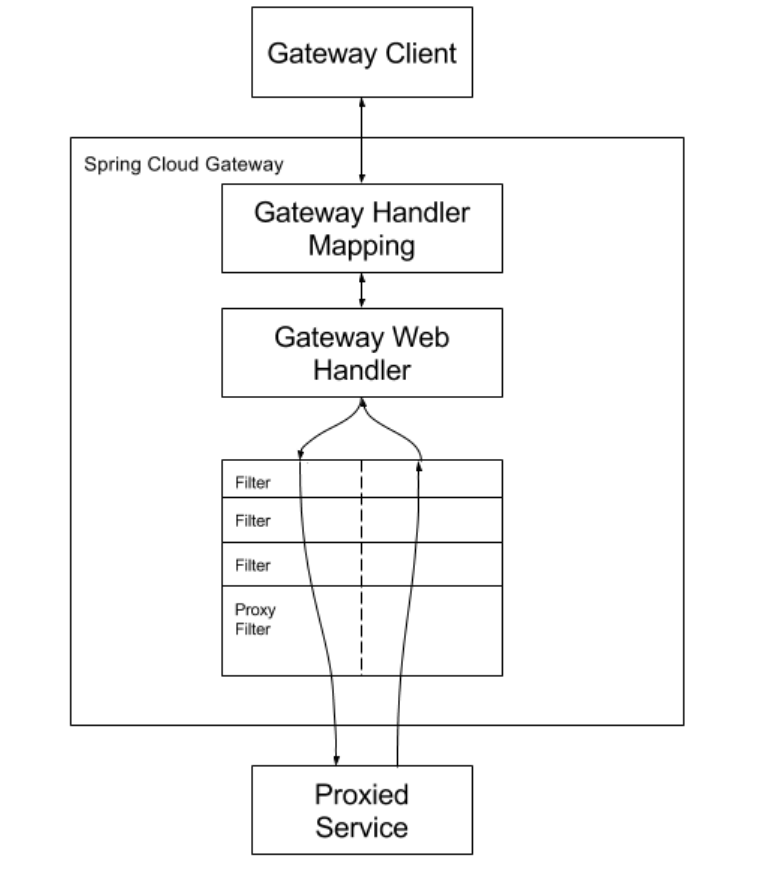 Gateway Client
Spring Cloud Gateway
Gateway Handler
Mapping
Gateway Web
Handler
Filter
Filter
Filter
Proxy
Filter
Proxied
Service